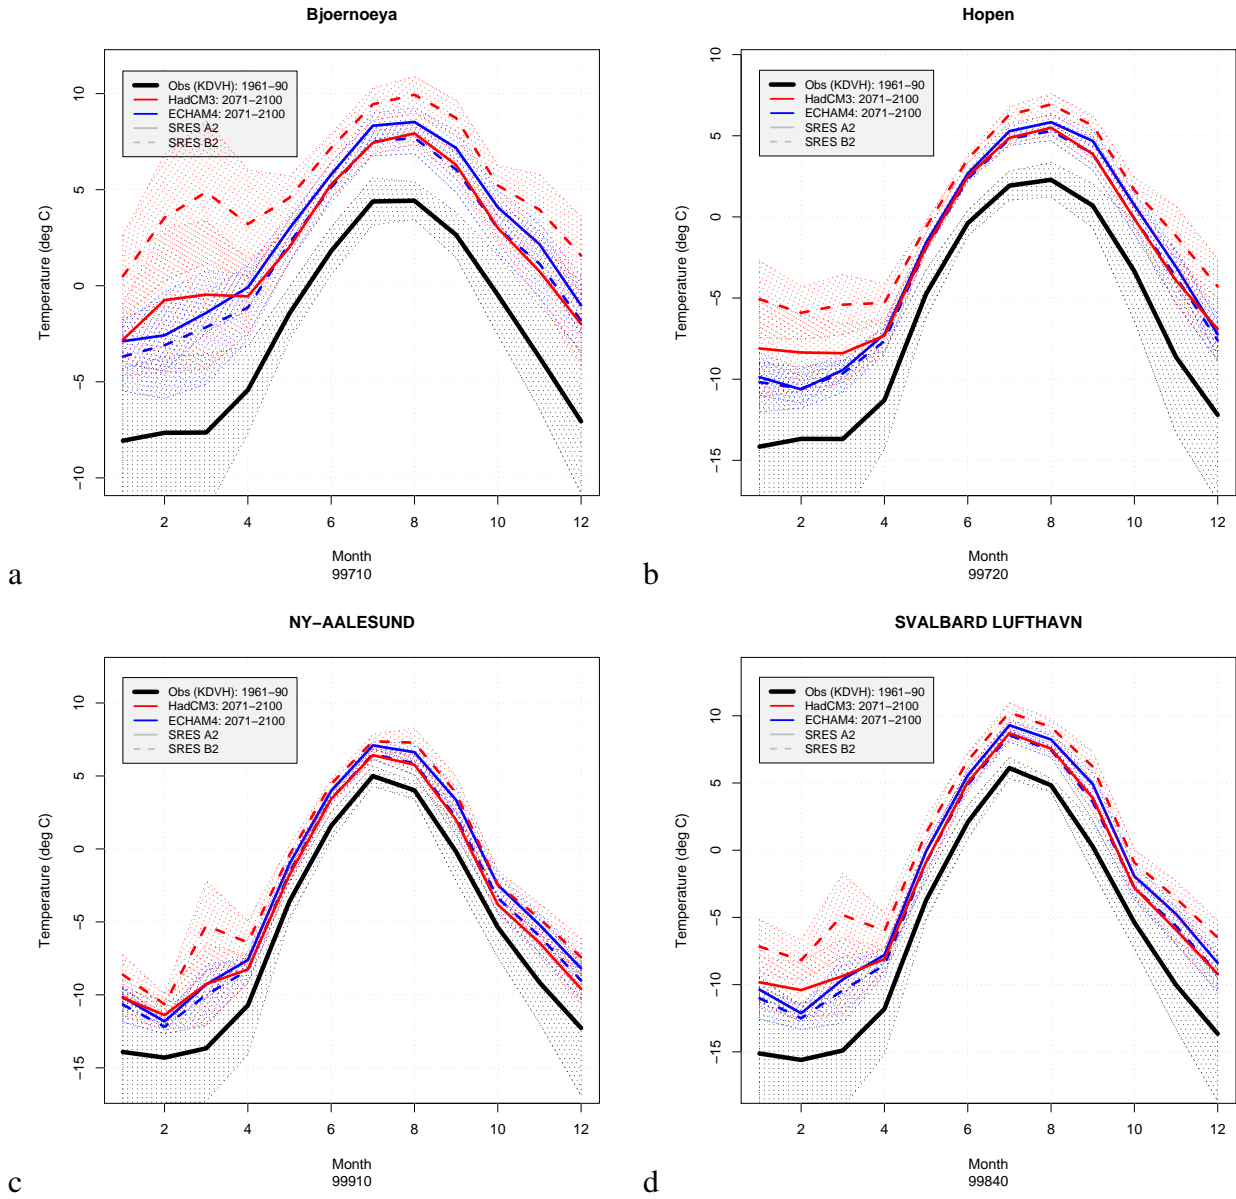 Bjoernoeya
Temperature (deg C)
10
5
0
−5
−10
Obs (KDVH): 1961−90
HadCM3: 2071−2100
ECHAM4: 2071−2100
SRES A2
SRES B2
2 4 6 8 10 12
Month
99710
a
Hopen
Temperature (deg C)
10
5
0
−5
−10
−15
Obs (KDVH): 1961−90
HadCM3: 2071−2100
ECHAM4: 2071−2100
SRES A2
SRES B2
2 4 6 8 10 12
Month
99720
b
NY−AALESUND
Temperature (deg C)
10
5
0
−5
−10
−15
Obs (KDVH): 1961−90
HadCM3: 2071−2100
ECHAM4: 2071−2100
SRES A2
SRES B2
2 4 6 8 10 12
Month
99910
c
SVALBARD LUFTHAVN
Temperature (deg C)
10
5
0
−5
−10
−15
Obs (KDVH): 1961−90
HadCM3: 2071−2100
ECHAM4: 2071−2100
SRES A2
SRES B2
2 4 6 8 10 12
Month
99840
d